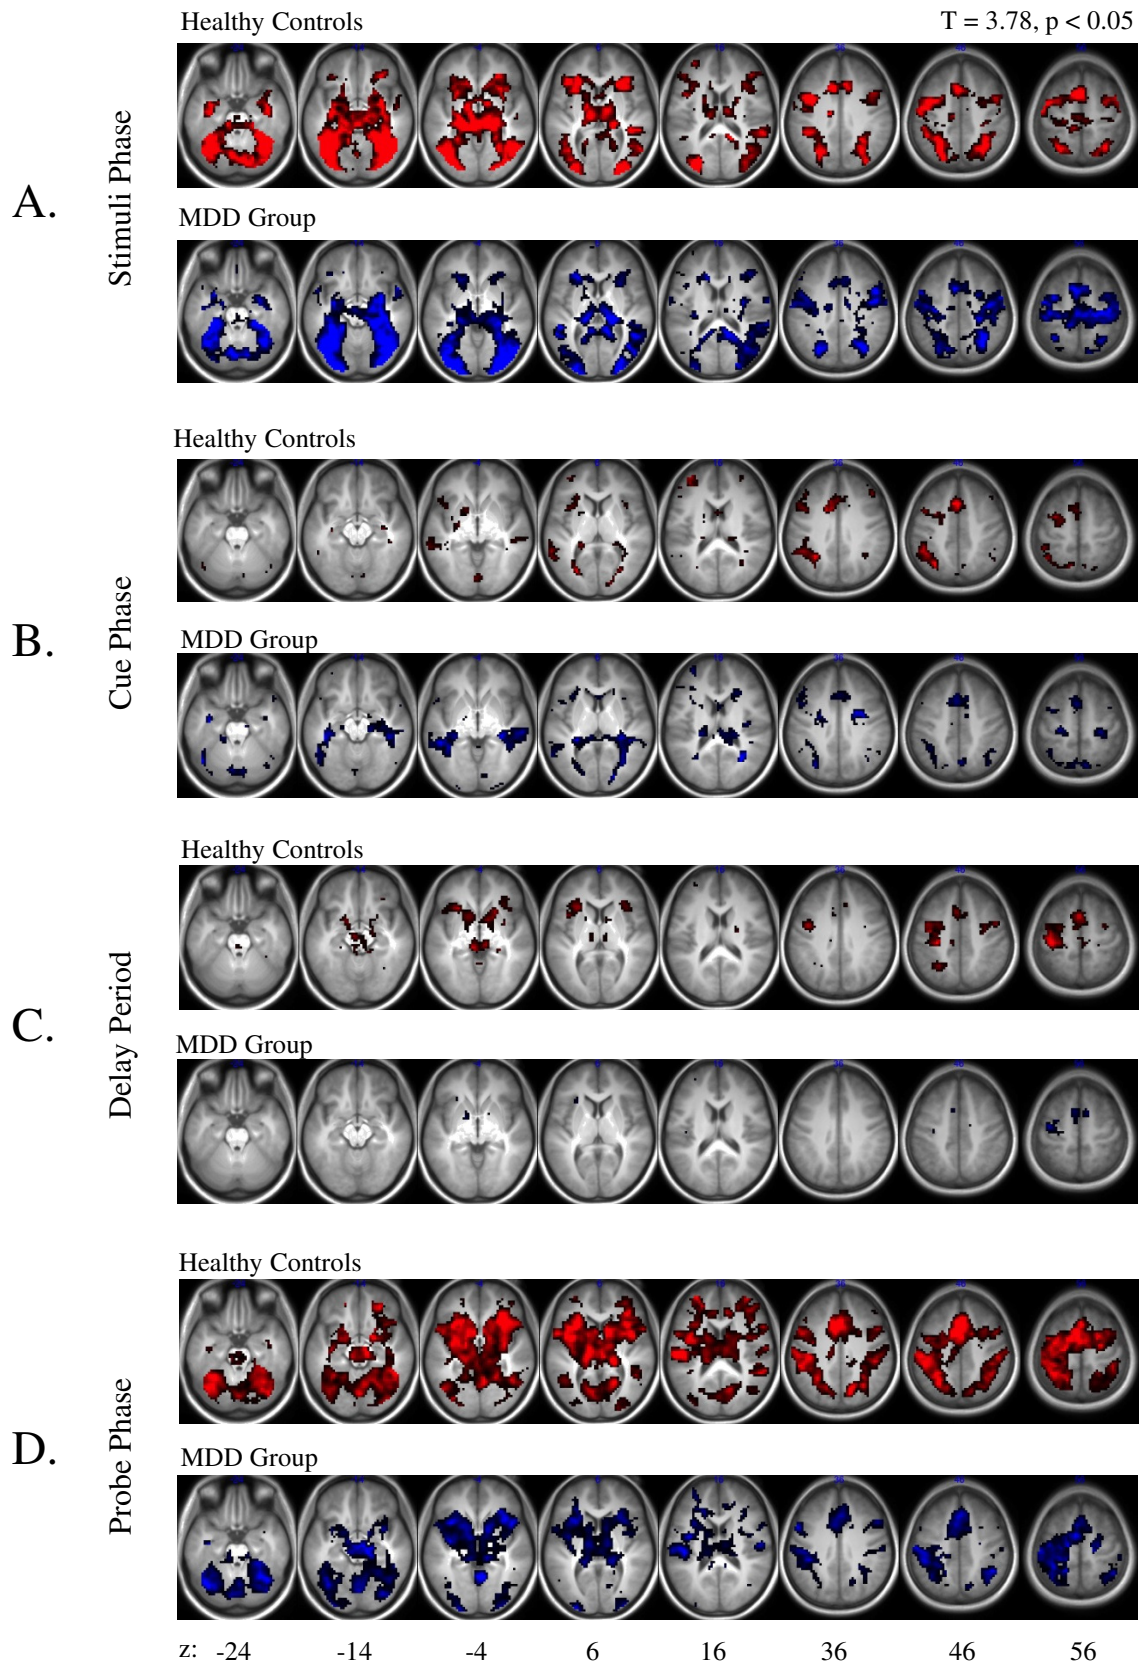 Healthy Controls
T = 3.78, p < 0.05
A.
Stimuli Phase
MDD Group
Healthy Controls
B.
Cue Phase
MDD Group
Healthy Controls
C.
Delay Period
MDD Group
Healthy Controls
D.
Probe Phase
MDD Group
z: -24 -14 -4 6 16 36 46 56